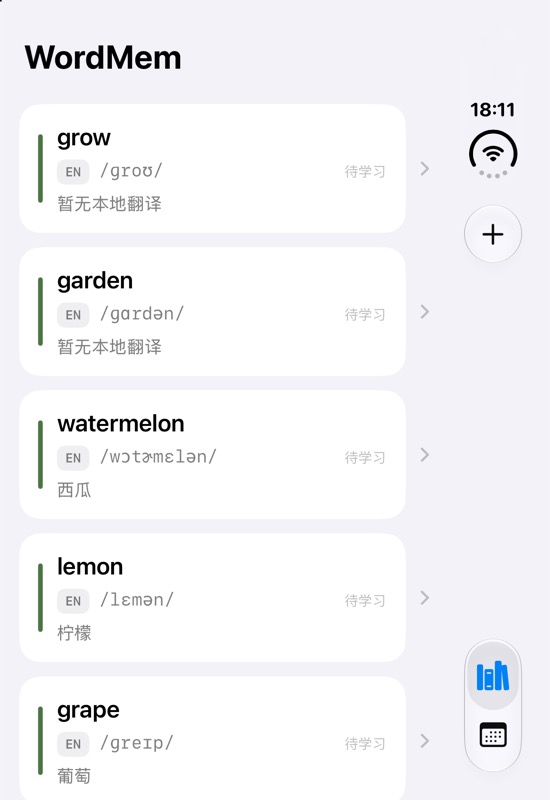 WordMem
18:11
grow
EN /ɡroʊ/
待学习
暂无本地翻译
garden
EN /ɡɑrdən/
待学习
暂无本地翻译
watermelon
EN /wɔtɚmɛlən/
待学习
西瓜
lemon
EN /lɛmən/
待学习
柠檬
grape
EN /ɡreɪp/
待学习
葡萄